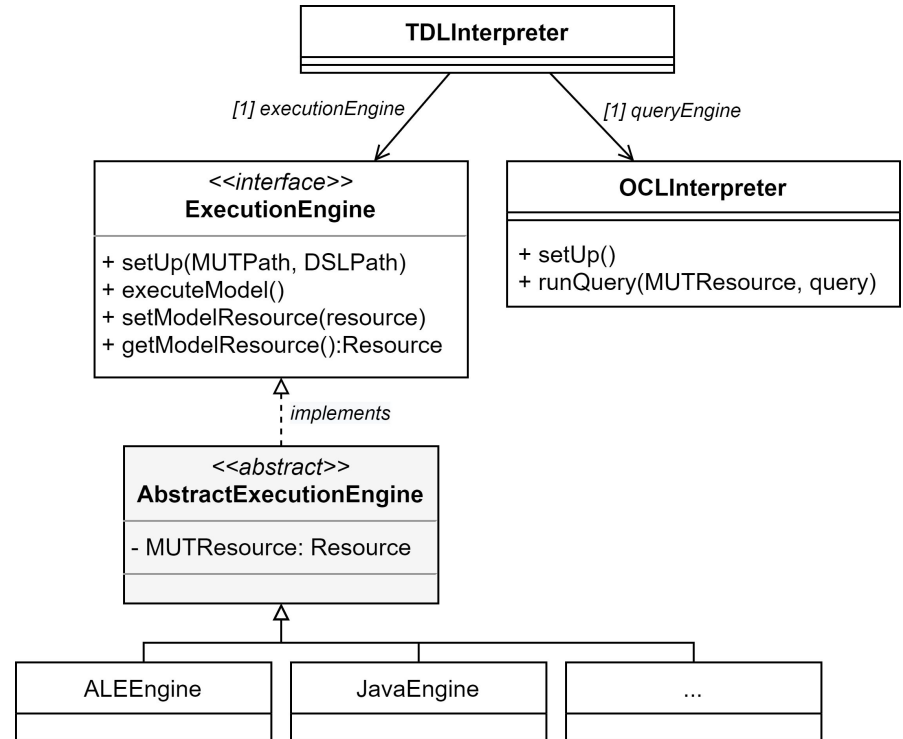 TDLInterpreter
[1] executionEngine
[1] queryEngine
<<interface>>
ExecutionEngine
+ setUp(MUTPath, DSLPath)
+ executeModel()
+ setModelResource(resource)
+ getModelResource():Resource
OCLInterpreter
+ setUp()
+ runQuery(MUTResource, query)
implements
<<abstract>>
AbstractExecutionEngine
- MUTResource: Resource
ALEEngine
JavaEngine
...